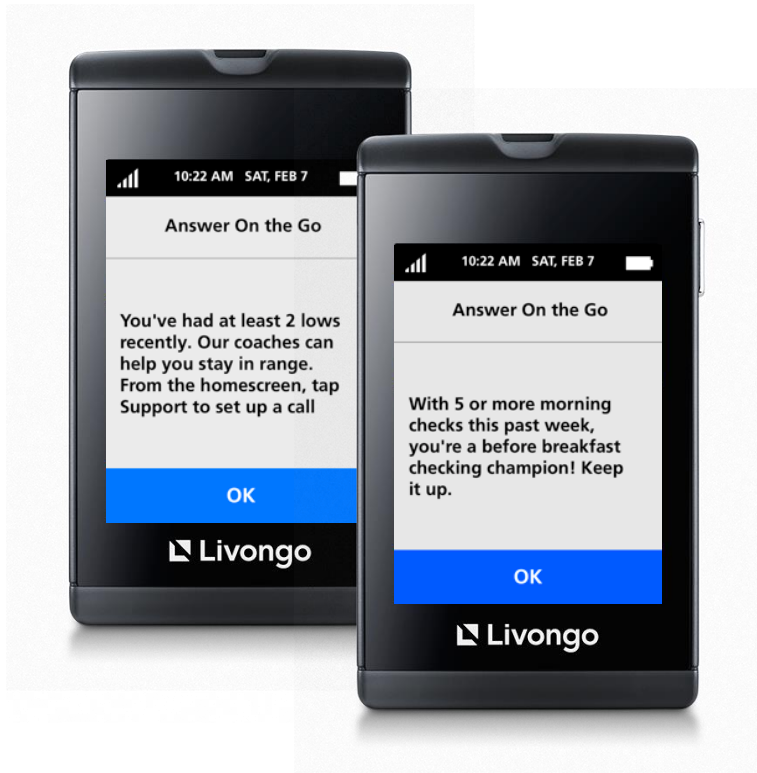 10:22 AM SAT, FEB 7
Answer On the Go
You've had at least 2 lows
recently. Our coaches can
help you stay in range.
From the homescreen, tap
Support to set up a call
OK
Livongo
10:22 AM SAT, FEB 7
Answer On the Go
With 5 or more morning
checks this past week,
you're a before breakfast
checking champion! Keep
it up.
OK
Livongo